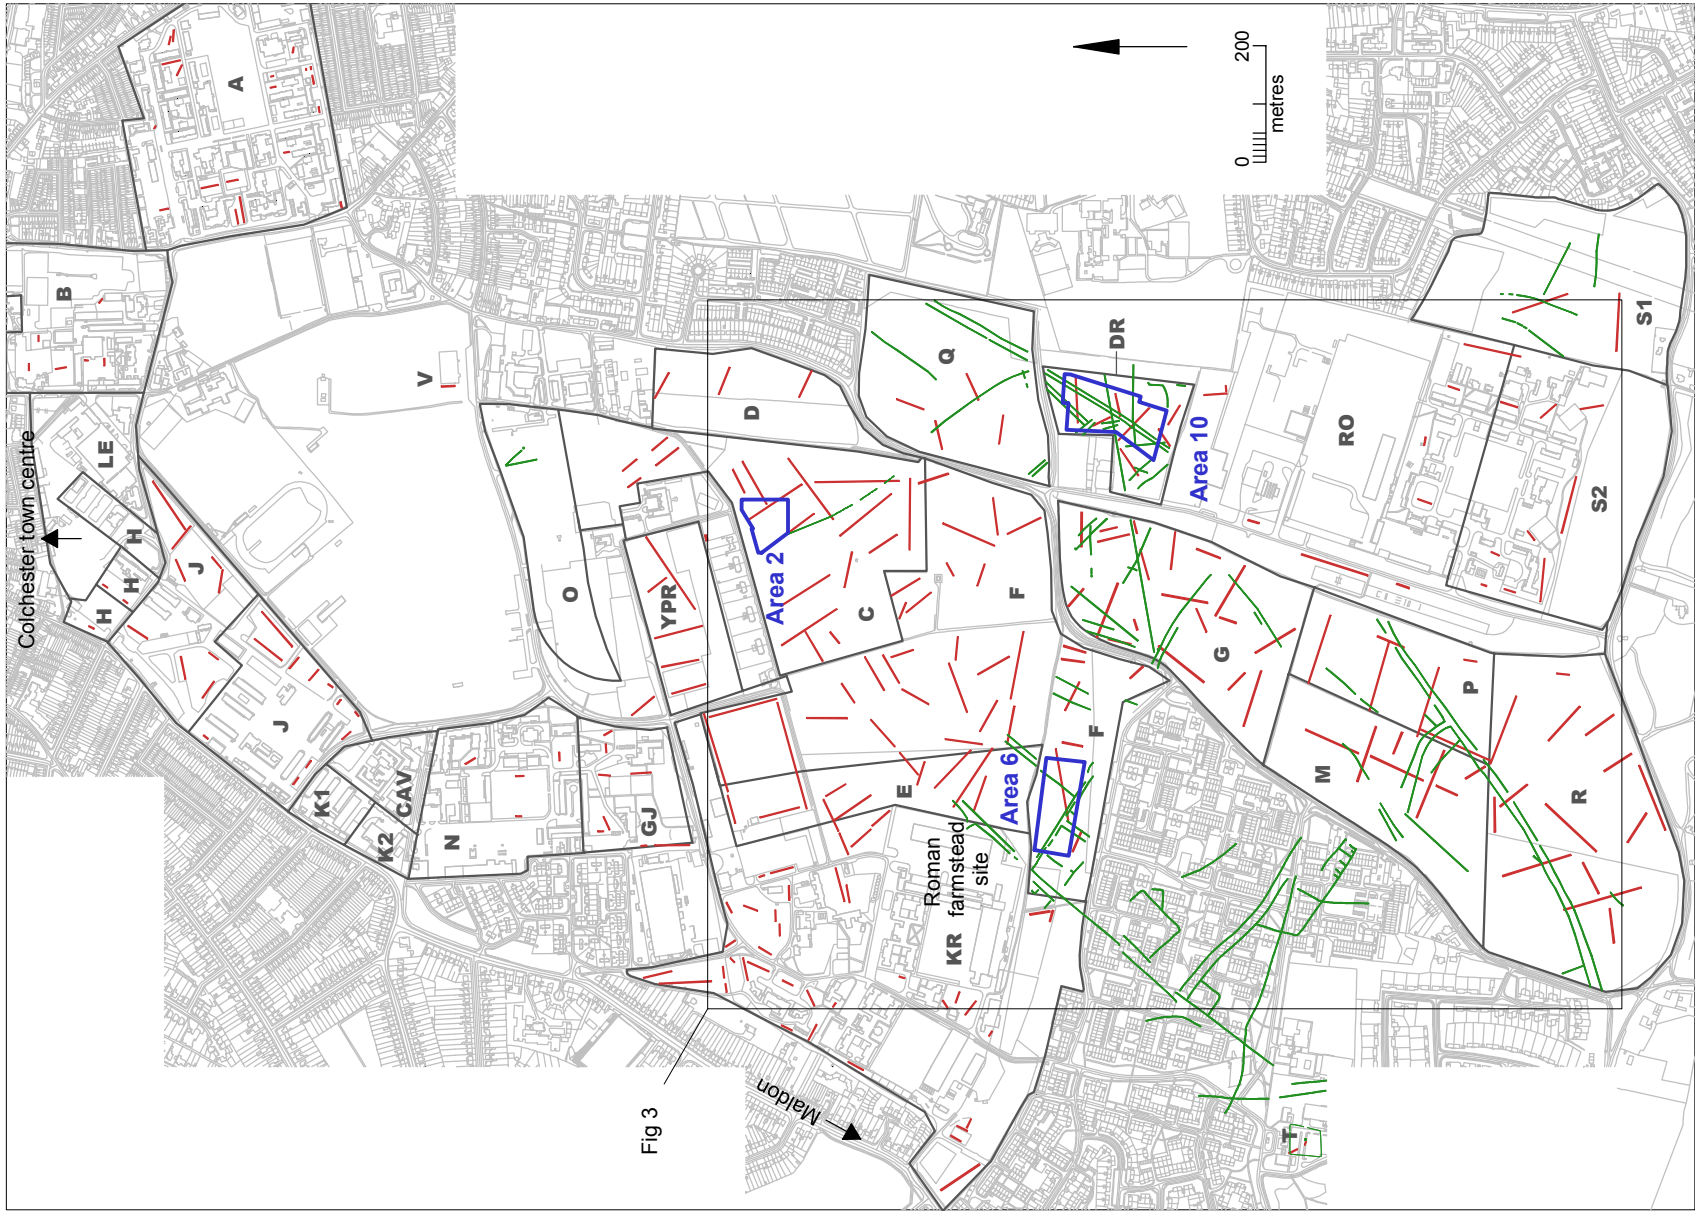 A
B
LE
Colchester town centre
H
H
H
J
J
V
200
metres
0
K1
K2
CAV
N
GJ
O
YPR
D
Q
DR
Area 2
C
F
Area 10
E
Area 6
F
Roman
farmstead
site
KR
G
RO
S1
S2
P
M
R
T
Maldon
Fig 3